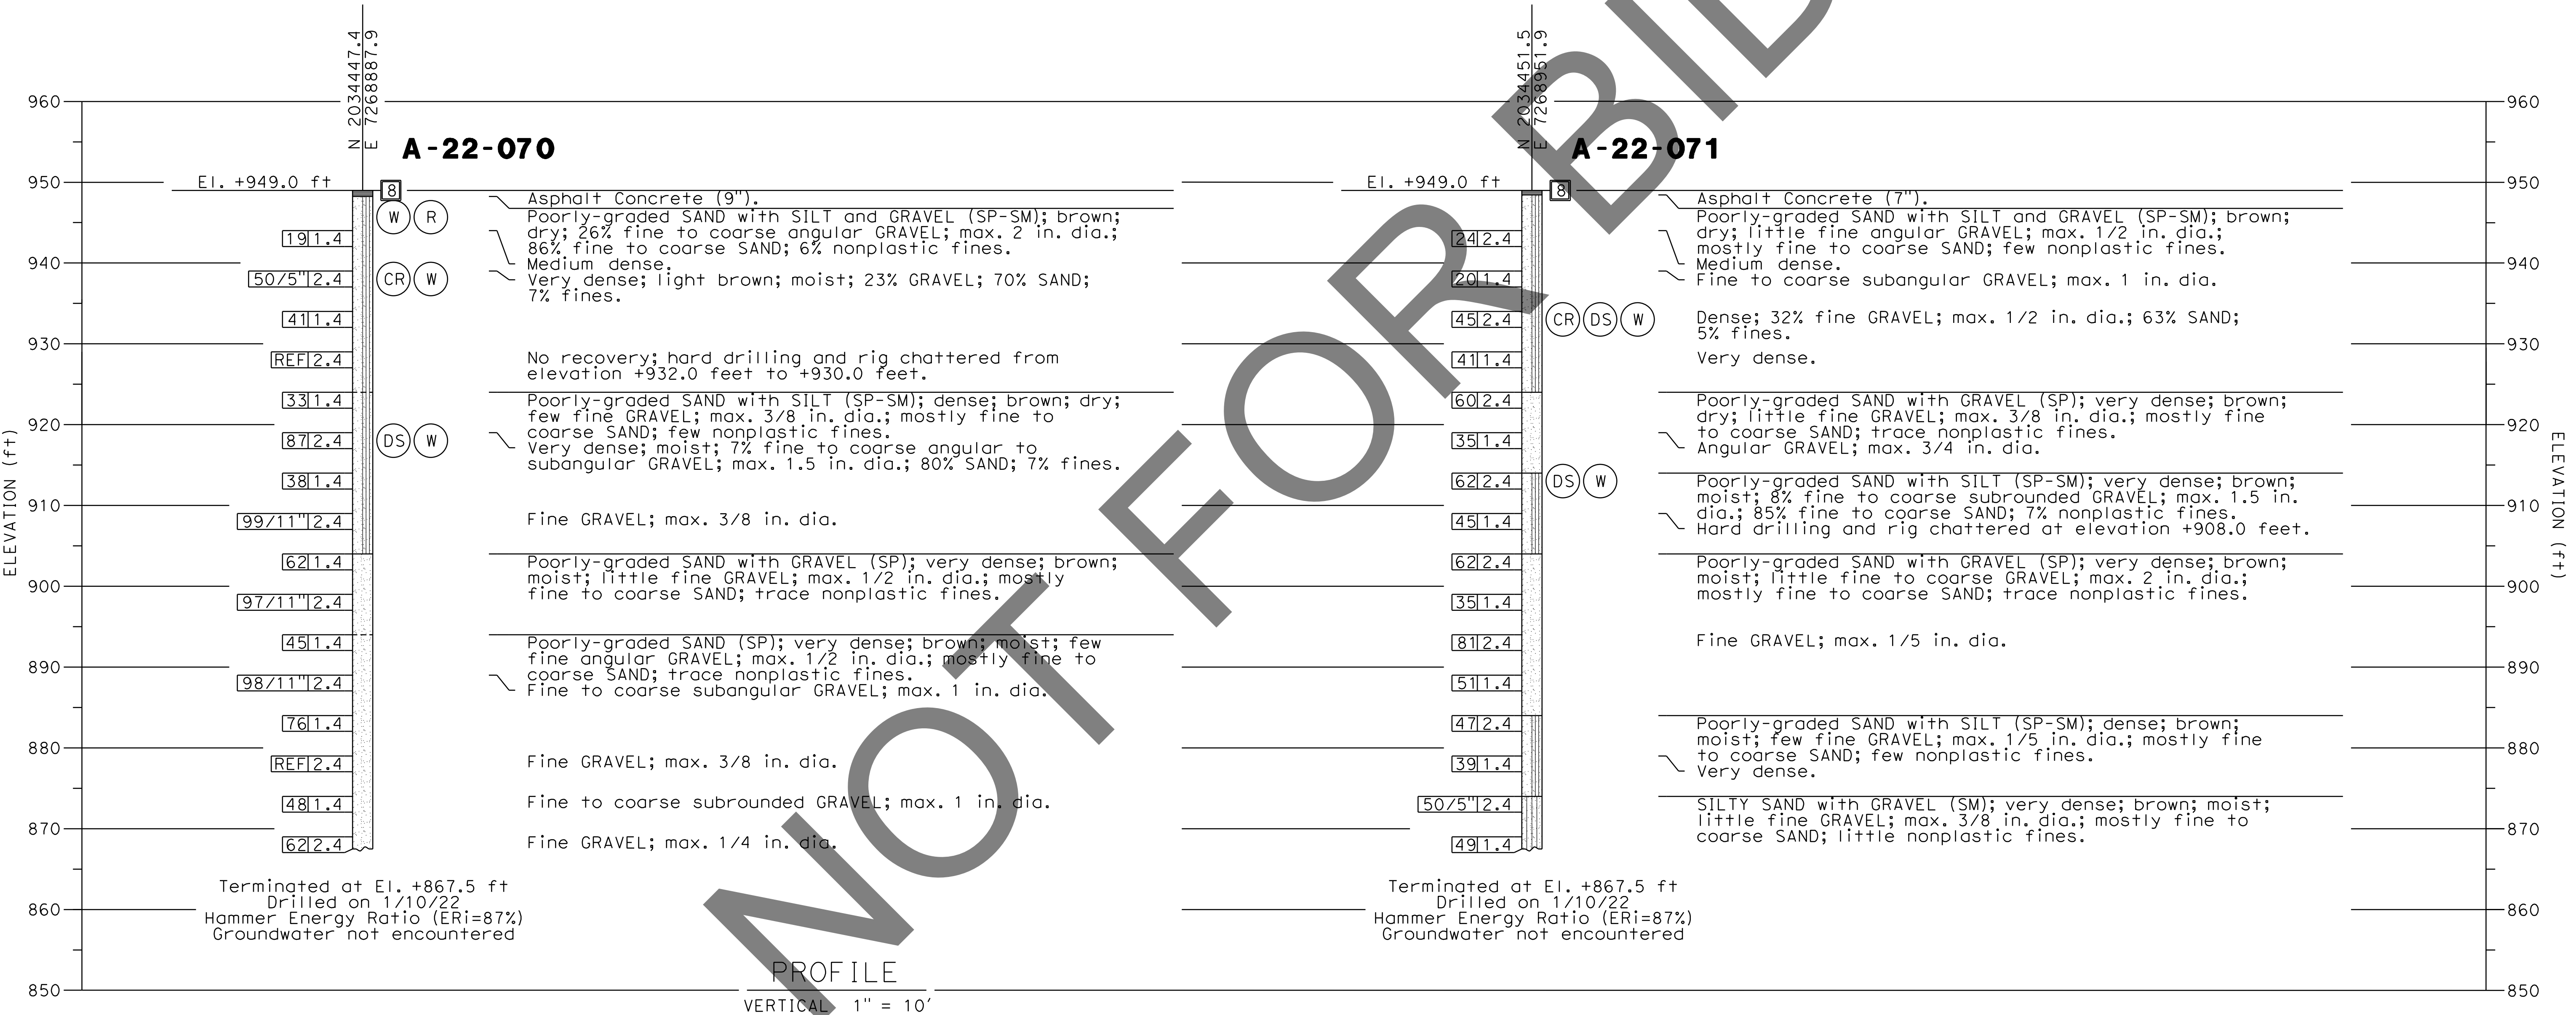 N 2034447.4
E 7268887.9
N 2034451.5
E 7268951.9
960
960
A-22-070
A-22-071
950
El. +949.0 ft
8
Asphalt Concrete (9").
W R
Poorly-graded SAND with SILT and GRAVEL (SP-SM); brown;
dry; 26% fine to coarse angular GRAVEL; max. 2 in. dia.;
86% fine to coarse SAND; 6% nonplastic fines.
Medium dense.
Very dense; light brown; moist; 23% GRAVEL; 70% SAND;
7% fines.
19 1.4
940
50/5" 2.4
CR W
41 1.4
930
REF 2.4
No recovery; hard drilling and rig chattered from
elevation +932.0 feet to +930.0 feet.
33 1.4
Poorly-graded SAND with SILT (SP-SM); dense; brown; dry;
few fine GRAVEL; max. 3/8 in. dia.; mostly fine to
coarse SAND; few nonplastic fines.
Very dense; moist; 7% fine to coarse angular to
subangular GRAVEL; max. 1.5 in. dia.; 80% SAND; 7% fines.
920
87 2.4
DS W
38 1.4
910
99/11" 2.4
Fine GRAVEL; max. 3/8 in. dia.
62 1.4
Poorly-graded SAND with GRAVEL (SP); very dense; brown;
moist; little fine GRAVEL; max. 1/2 in. dia.; mostly
fine to coarse SAND; trace nonplastic fines.
900
97/11" 2.4
45 1.4
Poorly-graded SAND (SP); very dense; brown; moist; few
fine angular GRAVEL; max. 1/2 in. dia.; mostly fine to
coarse SAND; trace nonplastic fines.
Fine to coarse subangular GRAVEL; max. 1 in. dia.
890
98/11" 2.4
76 1.4
880
REF 2.4
Fine GRAVEL; max. 3/8 in. dia.
48 1.4
Fine to coarse subrounded GRAVEL; max. 1 in. dia.
870
62 2.4
Fine GRAVEL; max. 1/4 in. dia.
Terminated at El. +867.5 ft
Drilled on 1/10/22
Hammer Energy Ratio (ERi=87%)
Groundwater not encountered
860
850
ELEVATION (ft)
El. +949.0 ft
8
Asphalt Concrete (7").
Poorly-graded SAND with SILT and GRAVEL (SP-SM); brown;
dry; little fine angular GRAVEL; max. 1/2 in. dia.;
mostly fine to coarse SAND; few nonplastic fines.
Medium dense.
Fine to coarse subangular GRAVEL; max. 1 in. dia.
24 2.4
20 1.4
45 2.4
CR DS W
Dense; 32% fine GRAVEL; max. 1/2 in. dia.; 63% SAND;
5% fines.
41 1.4
Very dense.
60 2.4
Poorly-graded SAND with GRAVEL (SP); very dense; brown;
dry; little fine GRAVEL; max. 3/8 in. dia.; mostly fine
to coarse SAND; trace nonplastic fines.
Angular GRAVEL; max. 3/4 in. dia.
35 1.4
62 2.4
DS W
Poorly-graded SAND with SILT (SP-SM); very dense; brown;
moist; 8% fine to coarse subrounded GRAVEL; max. 1.5 in.
dia.; 85% fine to coarse SAND; 7% nonplastic fines.
Hard drilling and rig chattered at elevation +908.0 feet.
45 1.4
62 2.4
Poorly-graded SAND with GRAVEL (SP); very dense; brown;
moist; little fine to coarse GRAVEL; max. 2 in. dia.;
mostly fine to coarse SAND; trace nonplastic fines.
35 1.4
81 2.4
Fine GRAVEL; max. 1/5 in. dia.
51 1.4
47 2.4
Poorly-graded SAND with SILT (SP-SM); dense; brown;
moist; few fine GRAVEL; max. 1/5 in. dia.; mostly fine
to coarse SAND; few nonplastic fines.
Very dense.
39 1.4
50/5" 2.4
SILTY SAND with GRAVEL (SM); very dense; brown; moist;
little fine GRAVEL; max. 3/8 in. dia.; mostly fine to
coarse SAND; little nonplastic fines.
49 1.4
Terminated at El. +867.5 ft
Drilled on 1/10/22
Hammer Energy Ratio (ERi=87%)
Groundwater not encountered
950
940
930
920
910
900
890
880
870
860
850
ELEVATION (ft)
PROFILE
VERTICAL 1" = 10'
NOT FOR BID